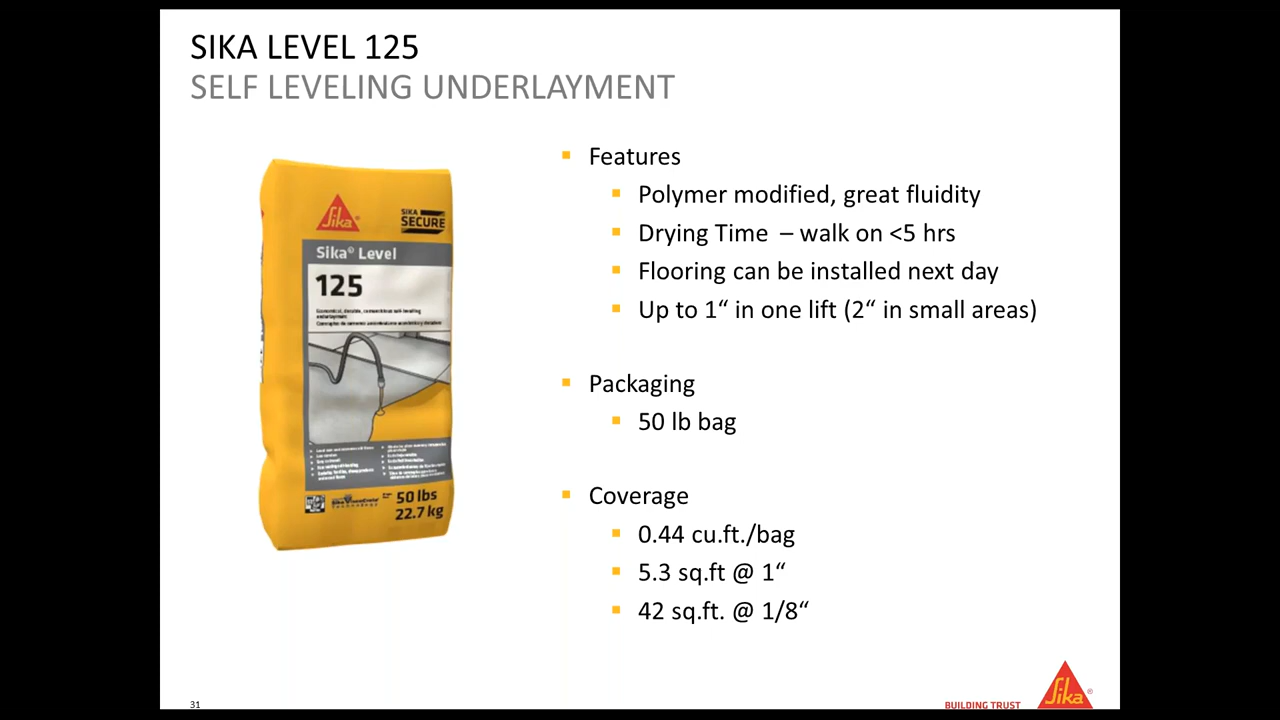 SIKA LEVEL 125
SELF LEVELING UNDERLAYMENT
Sika®
SIKA
SECURE
Sika® Level
125
50 lbs
22.7 kg
▪ Features
▪ Polymer modified, great fluidity
▪ Drying Time – walk on <5 hrs
▪ Flooring can be installed next day
▪ Up to 1“ in one lift (2“ in small areas)
▪ Packaging
▪ 50 lb bag
▪ Coverage
▪ 0.44 cu.ft./bag
▪ 5.3 sq.ft @ 1“
▪ 42 sq.ft. @ 1/8“
31
BUILDING TRUST
Sika®